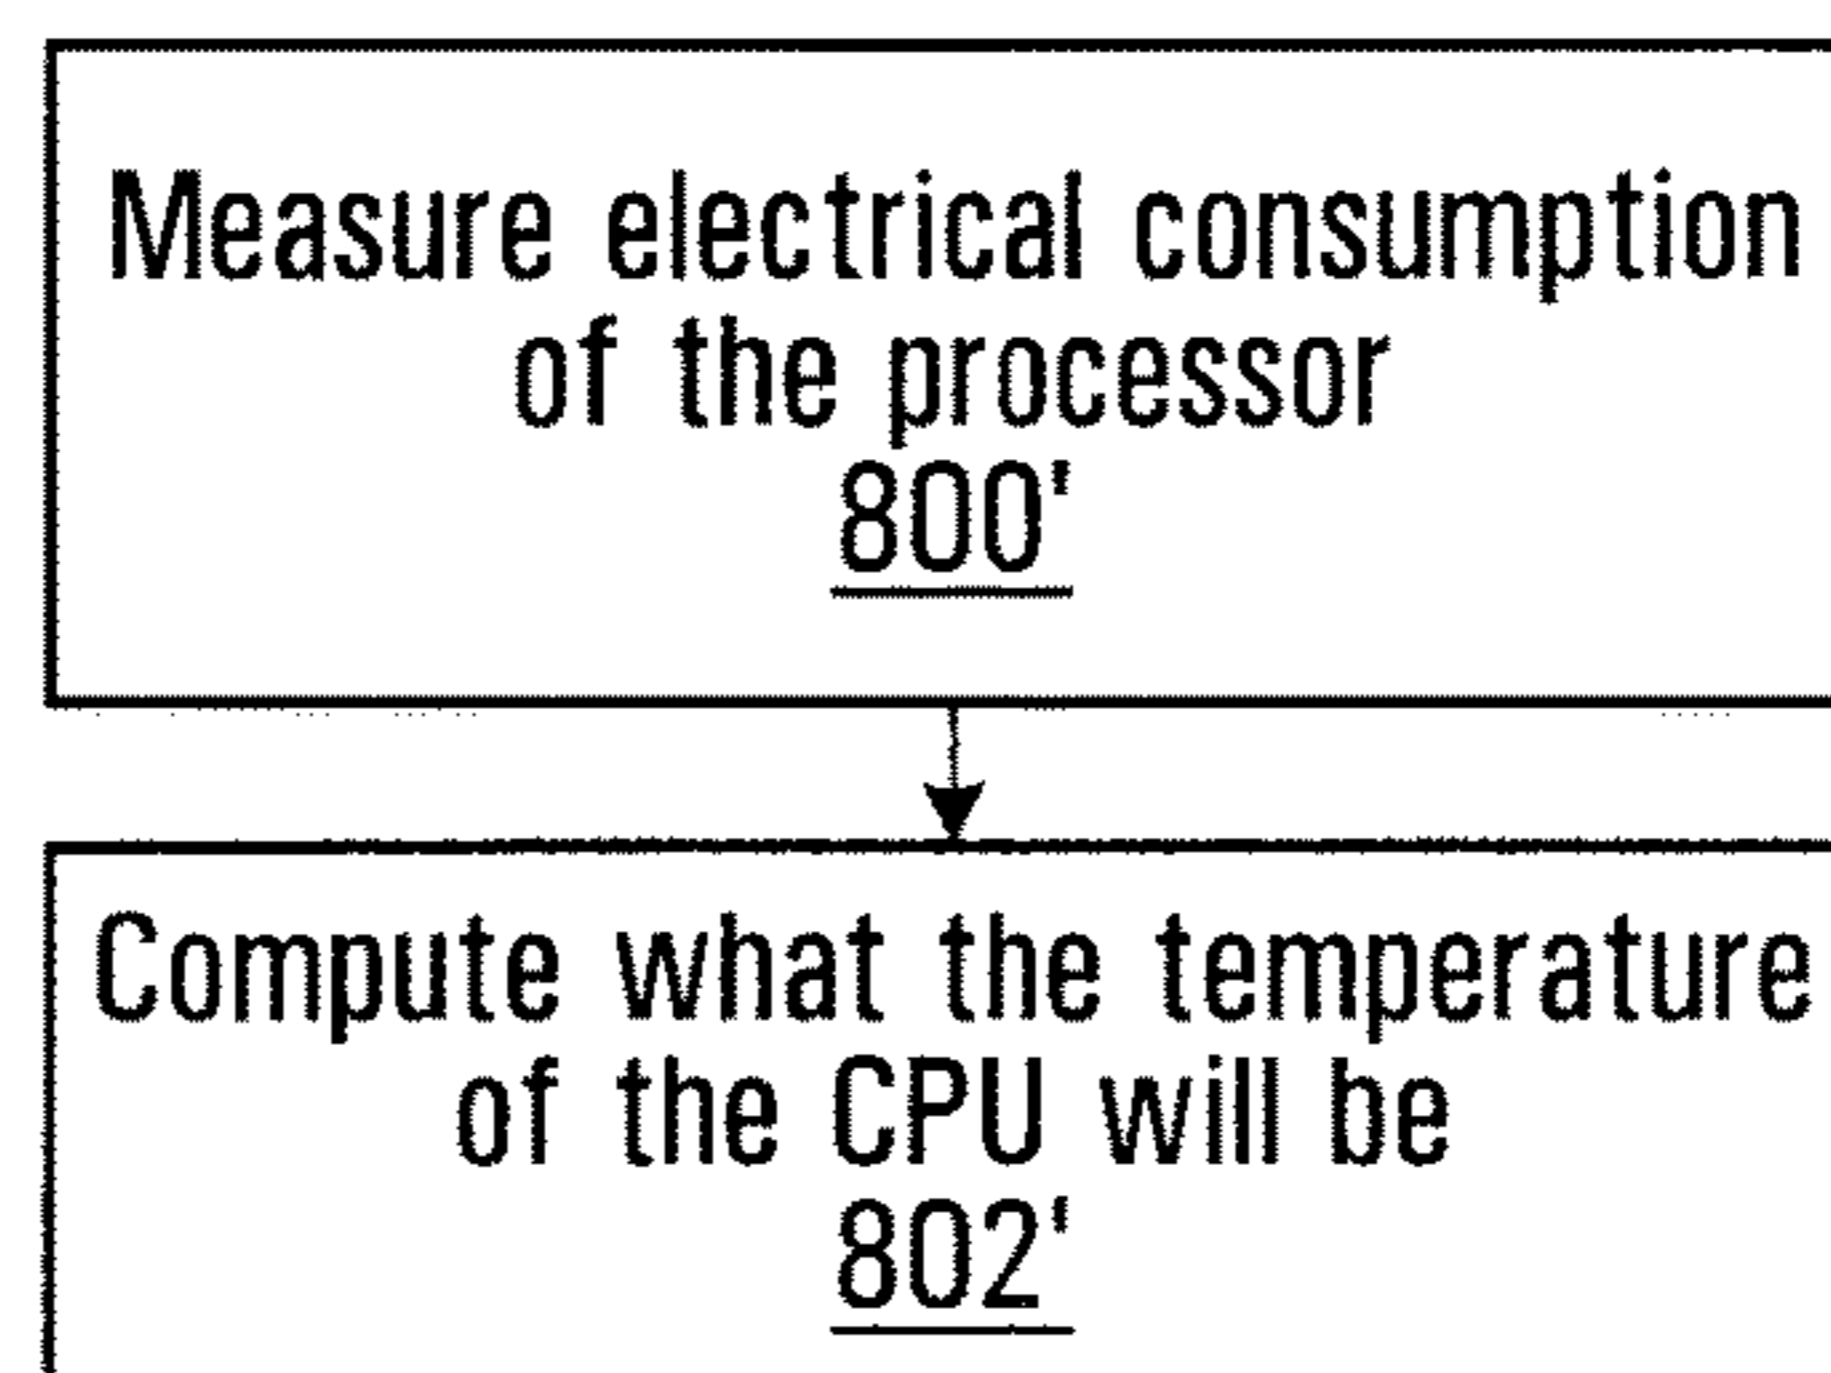 Measure electrical consumption
of the processor
800'
Compute what the temperature
of the CPU will be
802'